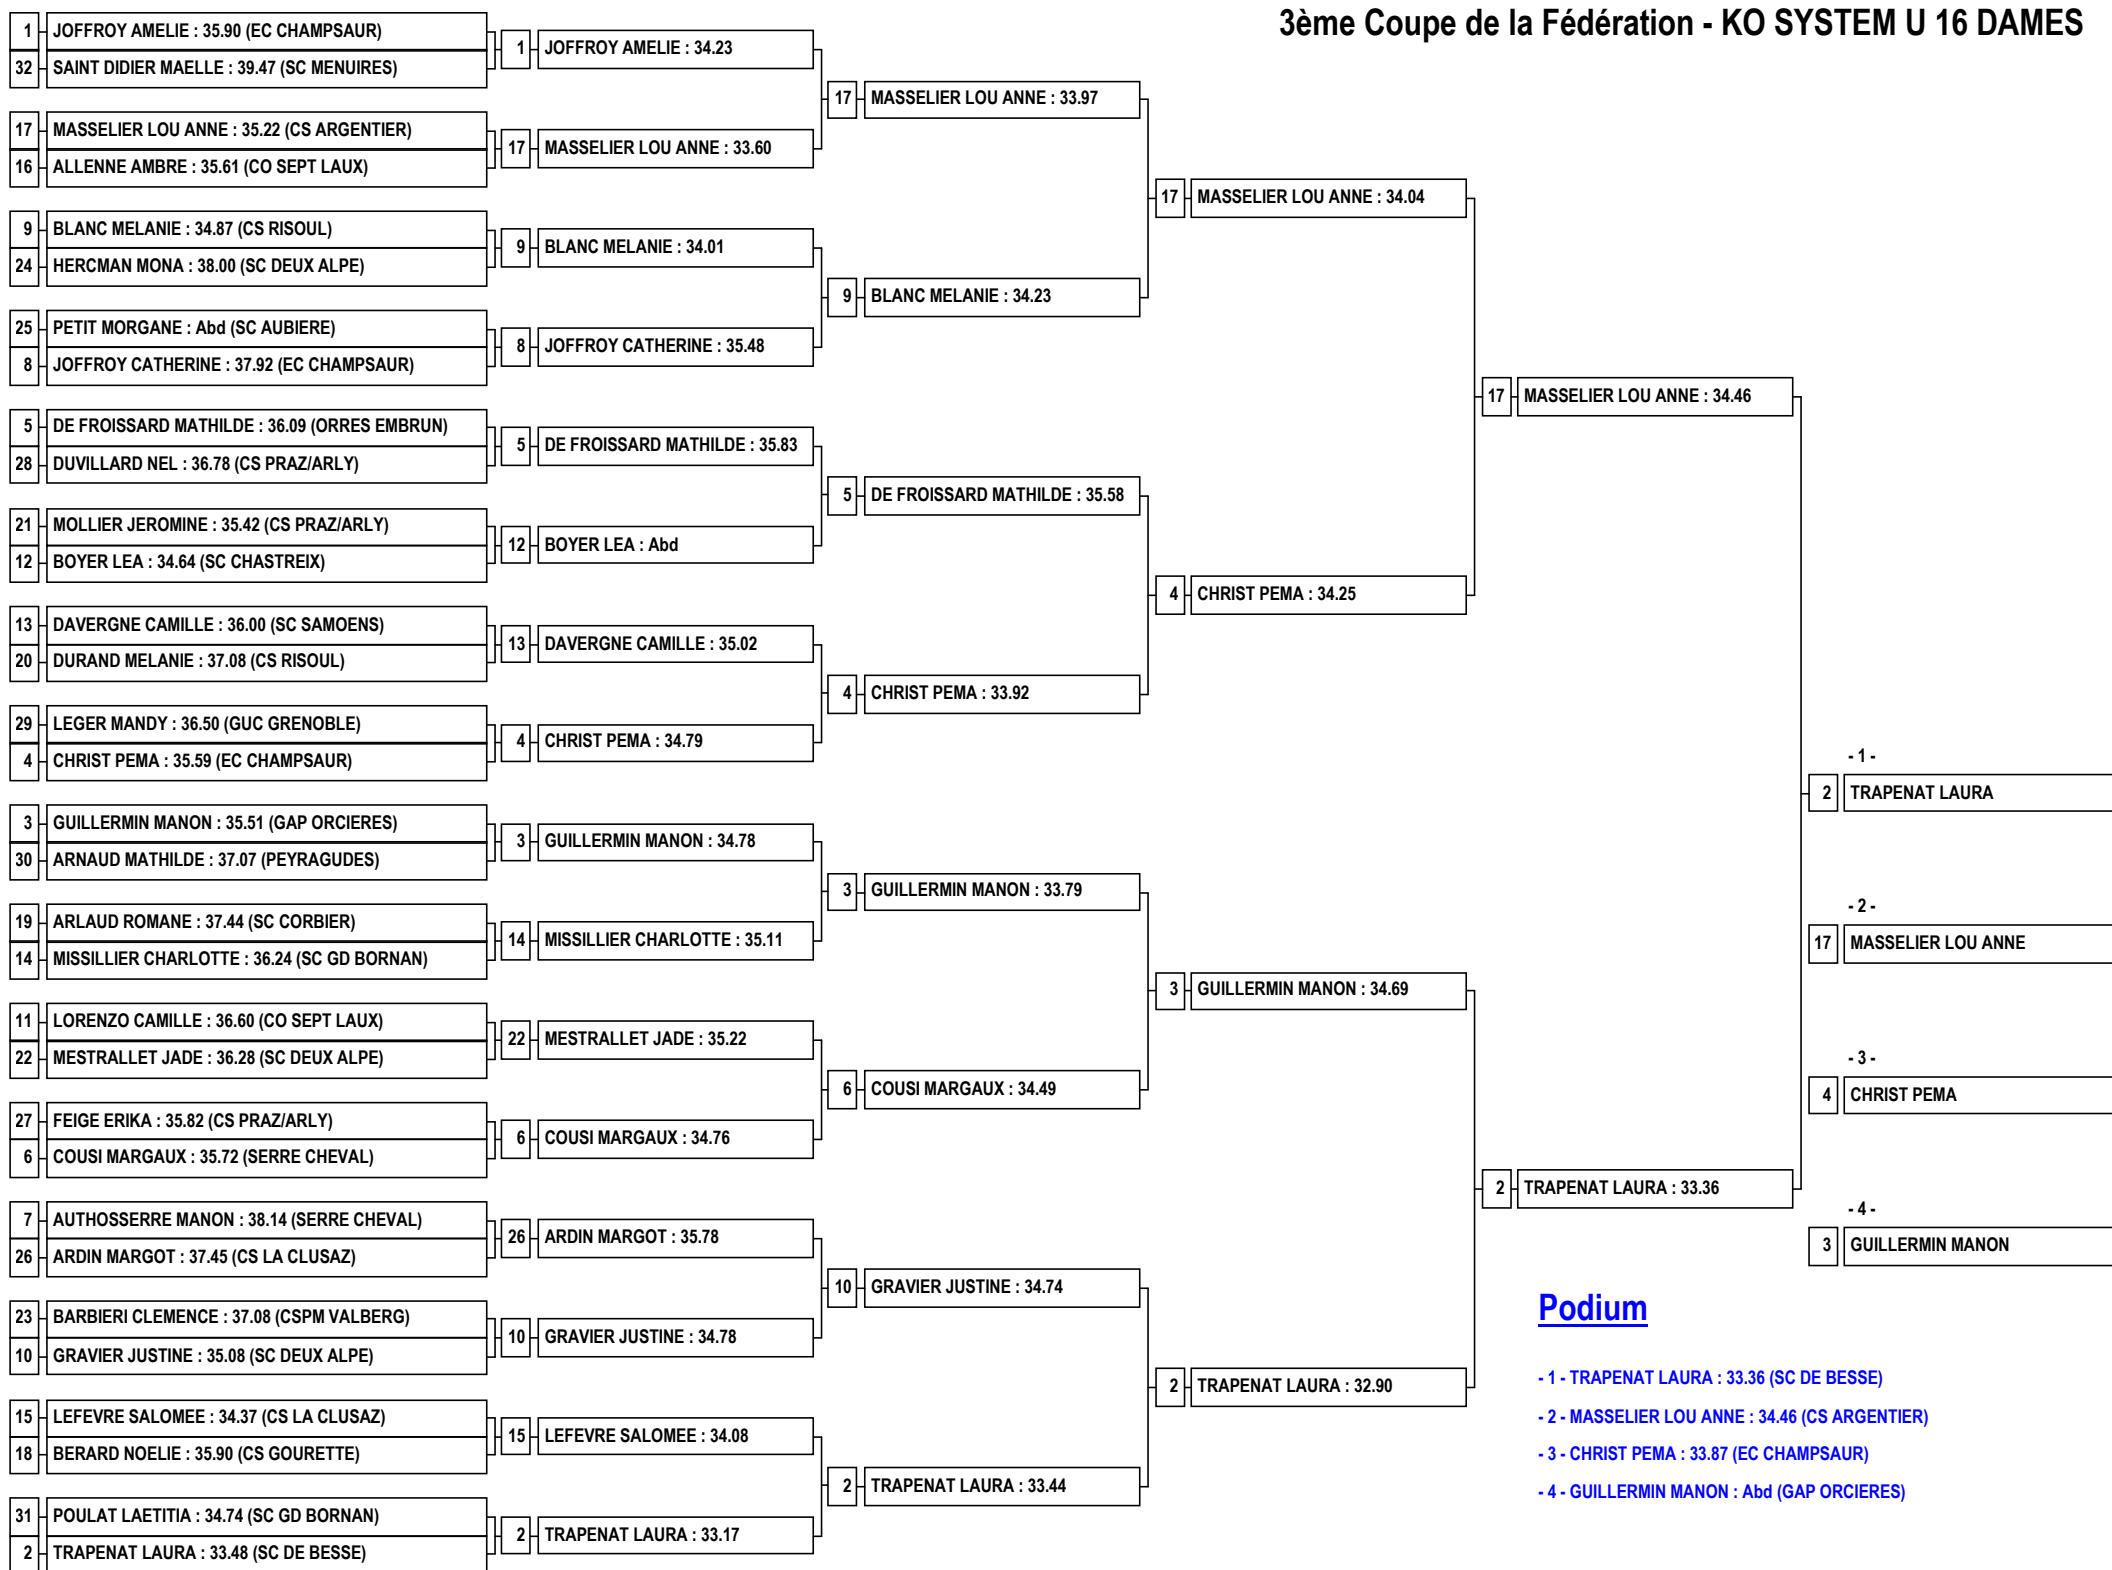 3ème Coupe de la Fédération - KO SYSTEM U 16 DAMES
1 JOFFROY AMELIE : 35.90 (EC CHAMPSAUR)
32 SAINT DIDIER MAELLE : 39.47 (SC MENUIRES)
17 MASSELIER LOU ANNE : 35.22 (CS ARGENTIER)
16 ALLENNE AMBRE : 35.61 (CO SEPT LAUX)
9 BLANC MELANIE : 34.87 (CS RISOUL)
24 HERCMAN MONA : 38.00 (SC DEUX ALPE)
25 PETIT MORGANE : Abd (SC AUBIERE)
8 JOFFROY CATHERINE : 37.92 (EC CHAMPSAUR)
5 DE FROISSARD MATHILDE : 36.09 (ORRES EMBRUN)
28 DUVILLARD NEL : 36.78 (CS PRAZ/ARLY)
21 MOLLIER JEROMINE : 35.42 (CS PRAZ/ARLY)
12 BOYER LEA : 34.64 (SC CHASTREIX)
13 DAVERGNE CAMILLE : 36.00 (SC SAMOENS)
20 DURAND MELANIE : 37.08 (CS RISOUL)
29 LEGER MANDY : 36.50 (GUC GRENOBLE)
4 CHRIST PEMA : 35.59 (EC CHAMPSAUR)
3 GUILLERMIN MANON : 35.51 (GAP ORCIERES)
30 ARNAUD MATHILDE : 37.07 (PEYRAGUDES)
19 ARLAUD ROMANE : 37.44 (SC CORBIER)
14 MISSILLIER CHARLOTTE : 36.24 (SC GD BORNAN)
11 LORENZO CAMILLE : 36.60 (CO SEPT LAUX)
22 MESTRALLET JADE : 36.28 (SC DEUX ALPE)
27 FEIGE ERIKA : 35.82 (CS PRAZ/ARLY)
6 COUSI MARGAUX : 35.72 (SERRE CHEVAL)
7 AUTHOSSERRE MANON : 38.14 (SERRE CHEVAL)
26 ARDIN MARGOT : 37.45 (CS LA CLUSAZ)
23 BARBIERI CLEMENCE : 37.08 (CSPM VALBERG)
10 GRAVIER JUSTINE : 35.08 (SC DEUX ALPE)
15 LEFEVRE SALOMEE : 34.37 (CS LA CLUSAZ)
18 BERARD NOELIE : 35.90 (CS GOURETTE)
31 POULAT LAETITIA : 34.74 (SC GD BORNAN)
2 TRAPENAT LAURA : 33.48 (SC DE BESSE)
1 JOFFROY AMELIE : 34.23
17 MASSELIER LOU ANNE : 33.60
9 BLANC MELANIE : 34.01
8 JOFFROY CATHERINE : 35.48
5 DE FROISSARD MATHILDE : 35.83
12 BOYER LEA : Abd
13 DAVERGNE CAMILLE : 35.02
4 CHRIST PEMA : 34.79
3 GUILLERMIN MANON : 34.78
14 MISSILLIER CHARLOTTE : 35.11
22 MESTRALLET JADE : 35.22
6 COUSI MARGAUX : 34.76
26 ARDIN MARGOT : 35.78
10 GRAVIER JUSTINE : 34.78
15 LEFEVRE SALOMEE : 34.08
2 TRAPENAT LAURA : 33.17
17 MASSELIER LOU ANNE : 33.97
9 BLANC MELANIE : 34.23
5 DE FROISSARD MATHILDE : 35.58
4 CHRIST PEMA : 33.92
3 GUILLERMIN MANON : 33.79
6 COUSI MARGAUX : 34.49
10 GRAVIER JUSTINE : 34.74
2 TRAPENAT LAURA : 33.44
17 MASSELIER LOU ANNE : 34.04
4 CHRIST PEMA : 34.25
3 GUILLERMIN MANON : 34.69
2 TRAPENAT LAURA : 32.90
17 MASSELIER LOU ANNE : 34.46
2 TRAPENAT LAURA : 33.36
- 1 -
2 TRAPENAT LAURA
- 2 -
17 MASSELIER LOU ANNE
- 3 -
4 CHRIST PEMA
- 4 -
3 GUILLERMIN MANON
Podium
- 1 - TRAPENAT LAURA : 33.36 (SC DE BESSE)
- 2 - MASSELIER LOU ANNE : 34.46 (CS ARGENTIER)
- 3 - CHRIST PEMA : 33.87 (EC CHAMPSAUR)
- 4 - GUILLERMIN MANON : Abd (GAP ORCIERES)